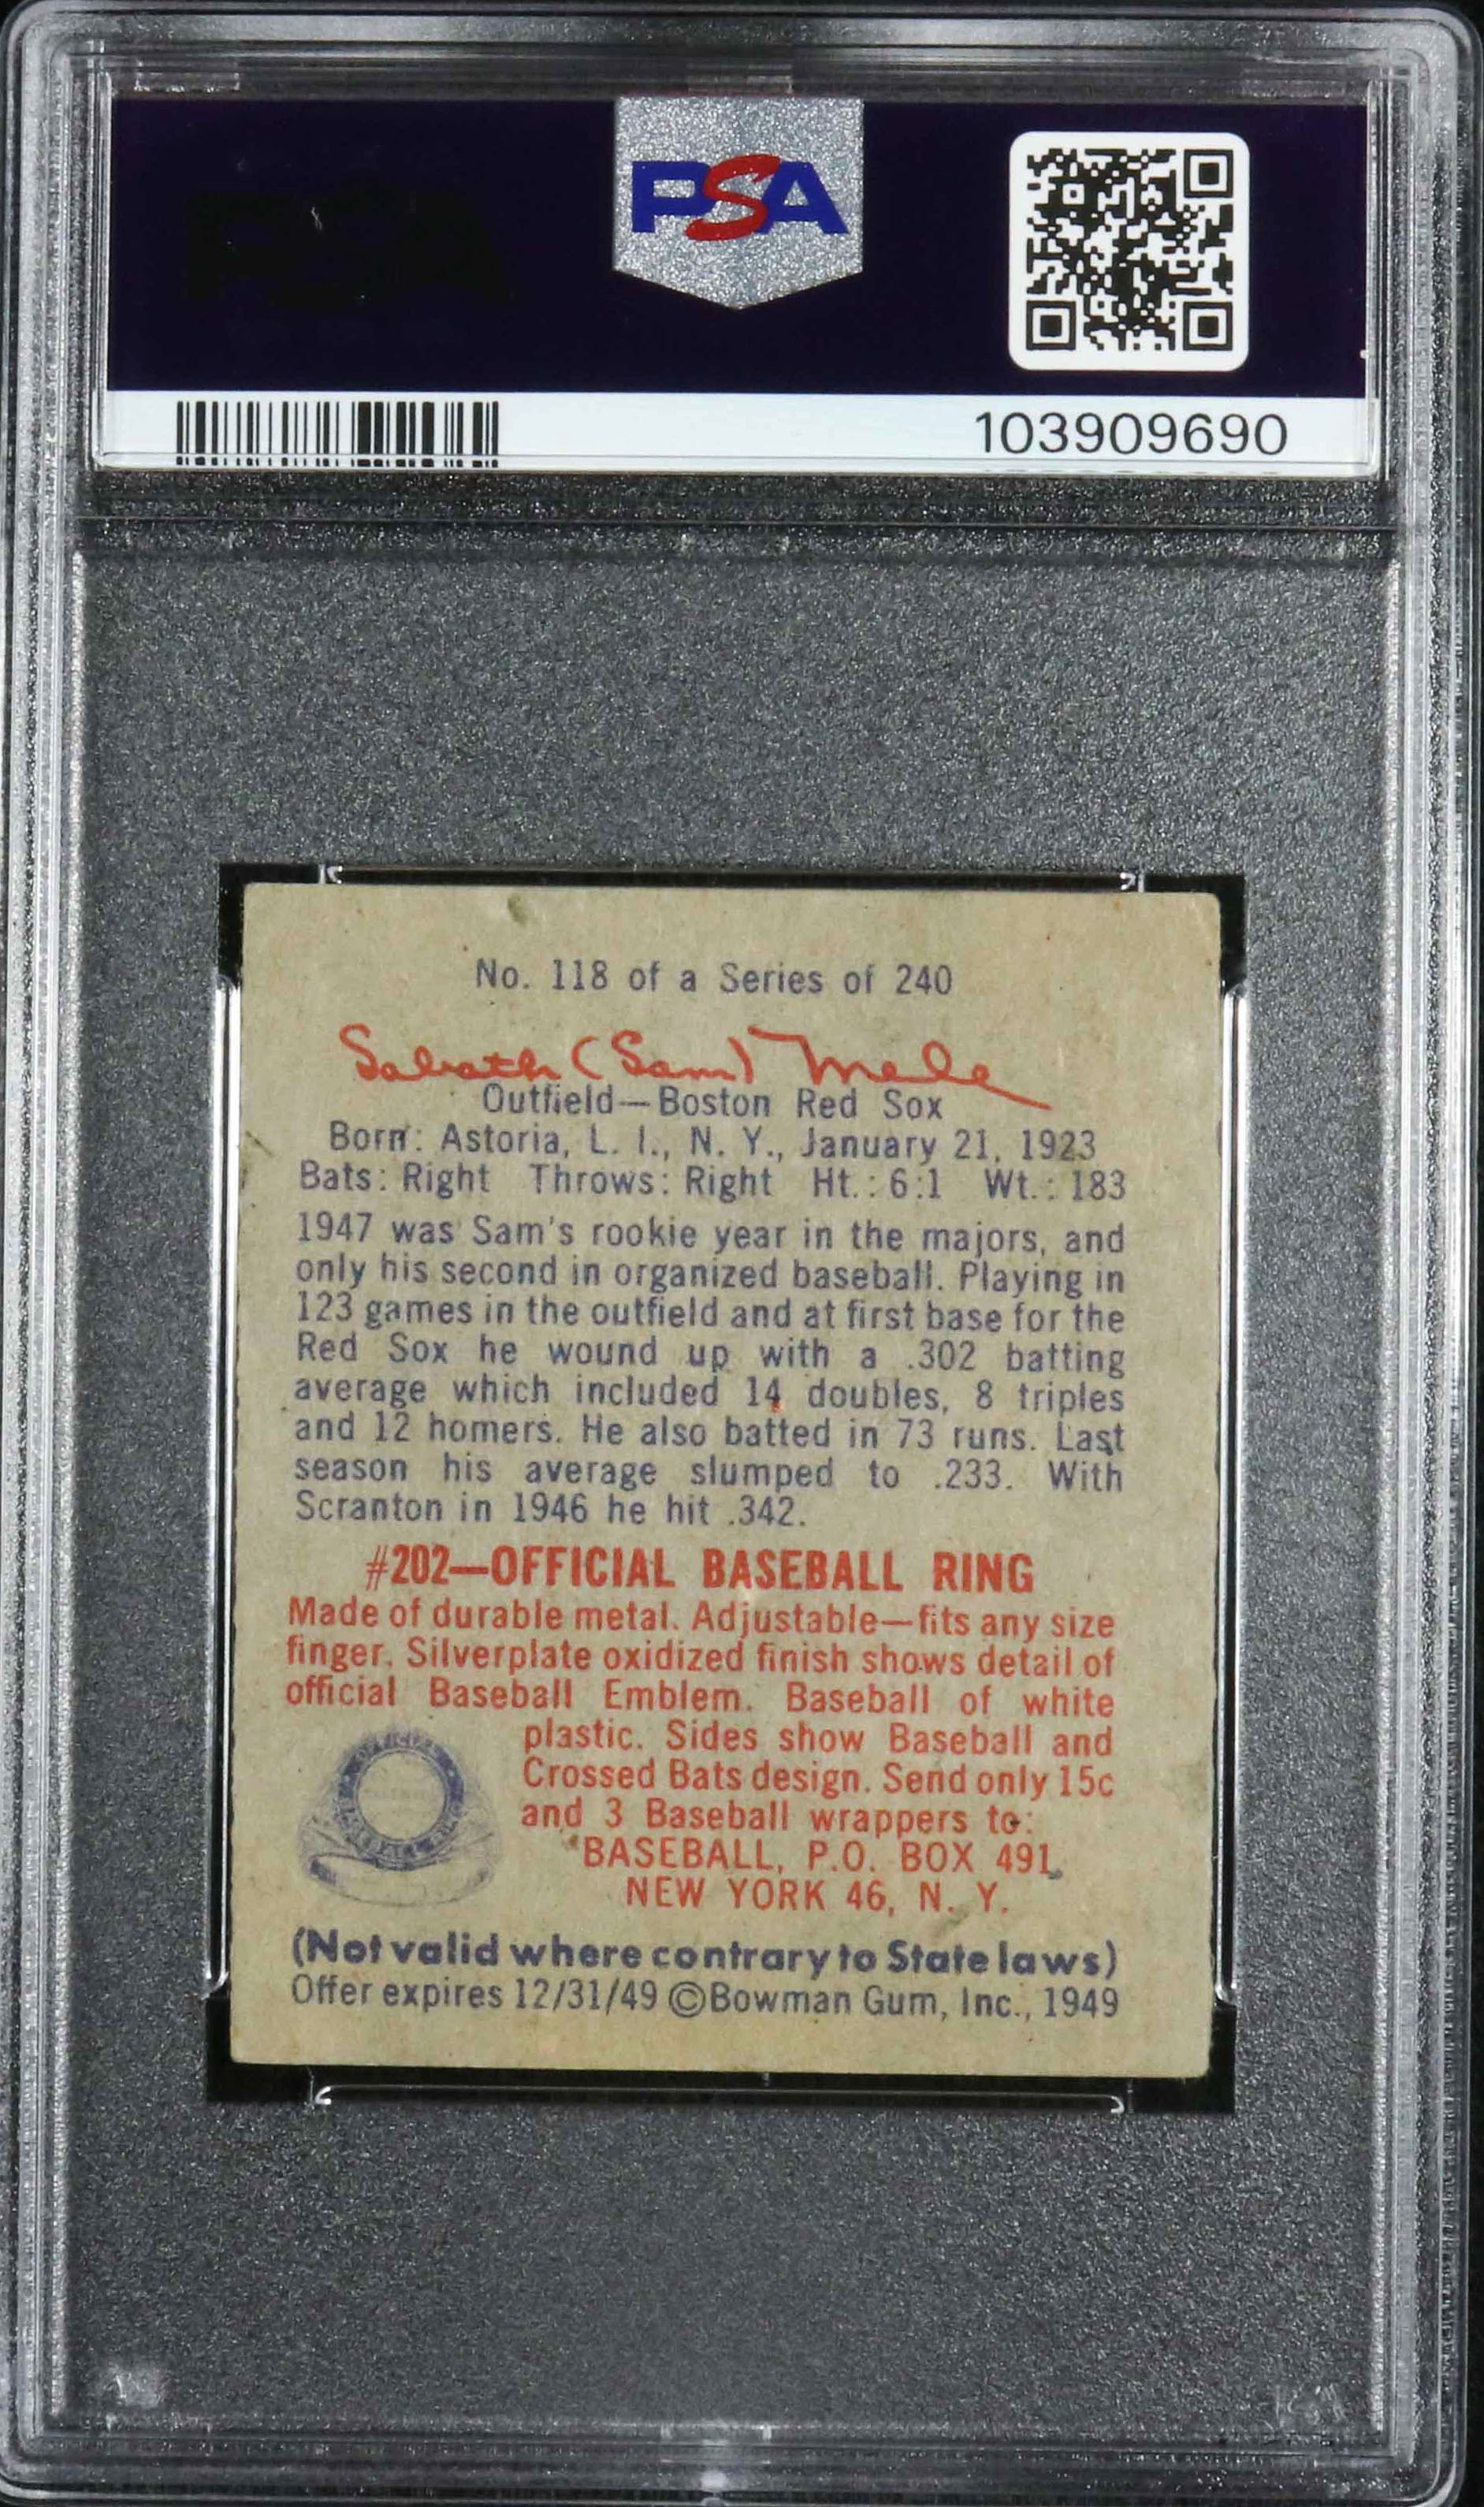 PSA
103909690
No. 118 of a Series of 240
Sabath (Sam) Mele
Outfield—Boston Red Sox
Born: Astoria, L. I., N. Y., January 21, 1923
Bats: Right Throws: Right Ht.: 6:1 Wt.: 183
1947 was Sam's rookie year in the majors, and
only his second in organized baseball. Playing in
123 games in the outfield and at first base for the
Red Sox he wound up with a .302 batting
average which included 14 doubles, 8 triples
and 12 homers. He also batted in 73 runs. Last
season his average slumped to .233. With
Scranton in 1946 he hit .342.
#202—OFFICIAL BASEBALL RING
Made of durable metal. Adjustable—fits any size
finger. Silverplate oxidized finish shows detail of
official Baseball Emblem. Baseball of white
plastic. Sides show Baseball and
Crossed Bats design. Send only 15c
and 3 Baseball wrappers to:
BASEBALL, P.O. BOX 491,
NEW YORK 46, N. Y.
(Not valid where contrary to State laws)
Offer expires 12/31/49 ©Bowman Gum, Inc., 1949